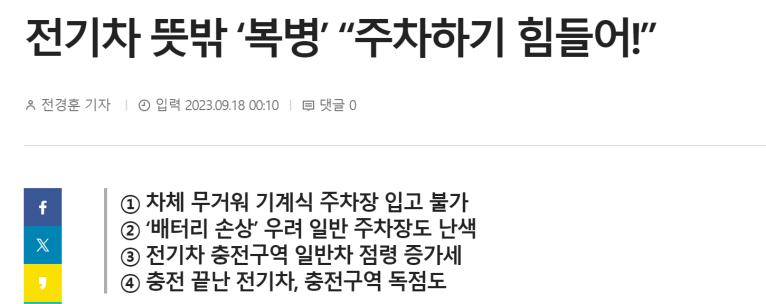 전기차 뜻밖 ‘복병’ “주차하기 힘들어!”
전경훈 기자 | 입력 2023.09.18 00:10 | 댓글 0
① 차체 무거워 기계식 주차장 입고 불가
② ‘배터리 손상’ 우려 일반 주차장도 난색
③ 전기차 충전구역 일반차 점령 증가세
④ 충전 끝난 전기차, 충전구역 독점도